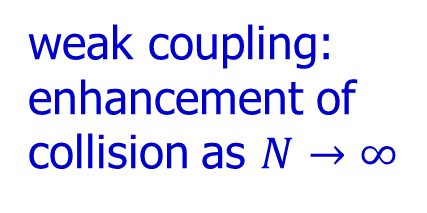 weak coupling:
enhancement of
collision as N → ∞